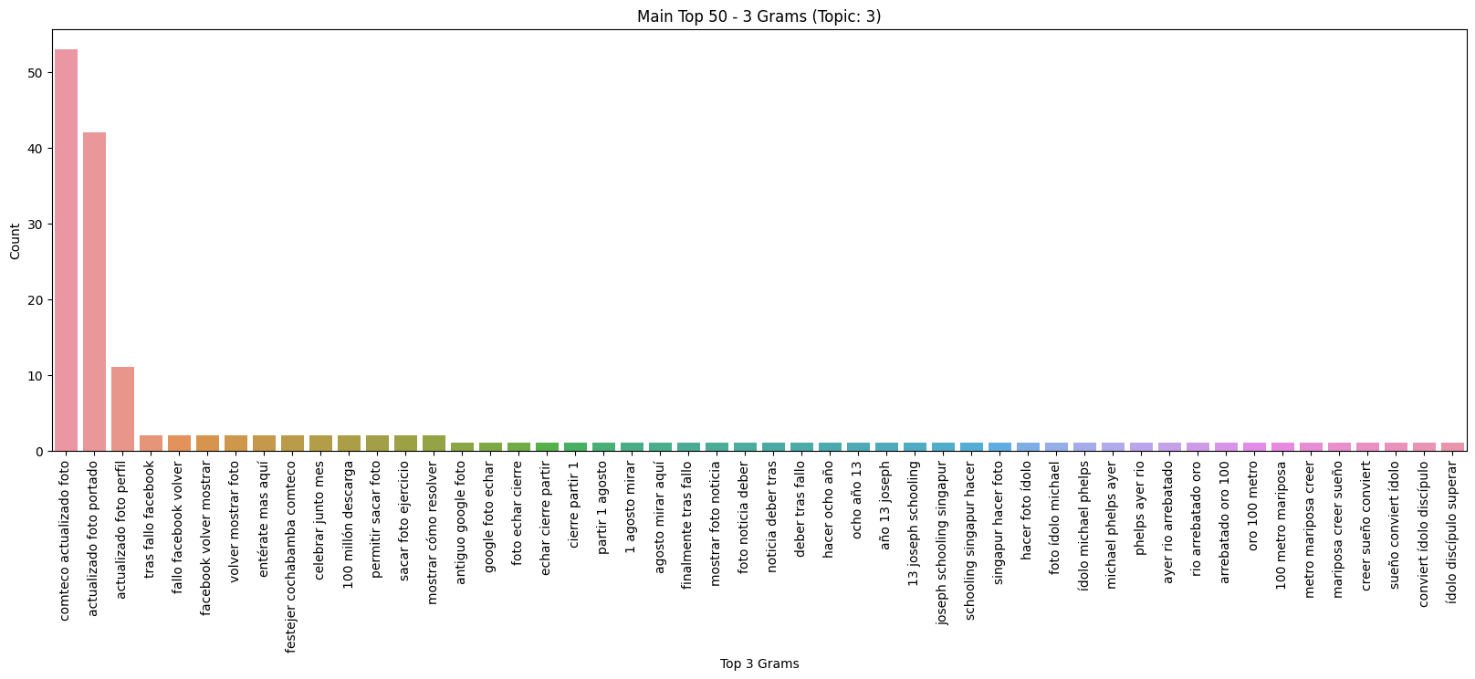 Main Top 50 - 3 Grams (Topic: 3)
Count
50
40
30
20
10
0
comteco actualizado foto
actualizado foto portado
actualizado foto perfil
tras fallo facebook
fallo facebook volver
facebook volver mostrar
volver mostrar foto
entérate mas aquí
festejer cochabamba comteco
celebrar junto mes
100 millón descarga
permitir sacar foto
sacar foto ejercicio
mostrar cómo resolver
antiguo google foto
google foto echar
foto echar cierre
echar cierre partir
cierre partir 1
partir 1 agosto
1 agosto mirar
agosto mirar aquí
finalmente tras fallo
mostrar foto noticia
foto noticia deber
noticia deber tras
deber tras fallo
hacer ocho año
ocho año 13
año 13 joseph
13 joseph schooling
joseph schooling singapur
schooling singapur hacer
singapur hacer foto
hacer foto ídolo
foto ídolo michael
ídolo michael phelps
michael phelps ayer
phelps ayer rio
ayer rio arrebatado
rio arrebatado oro
arrebatado oro 100
oro 100 metro
100 metro mariposa
metro mariposa creer
mariposa creer sueño
creer sueño conviert
sueño conviert ídolo
conviert ídolo discípulo
ídolo discípulo superar
Top 3 Grams